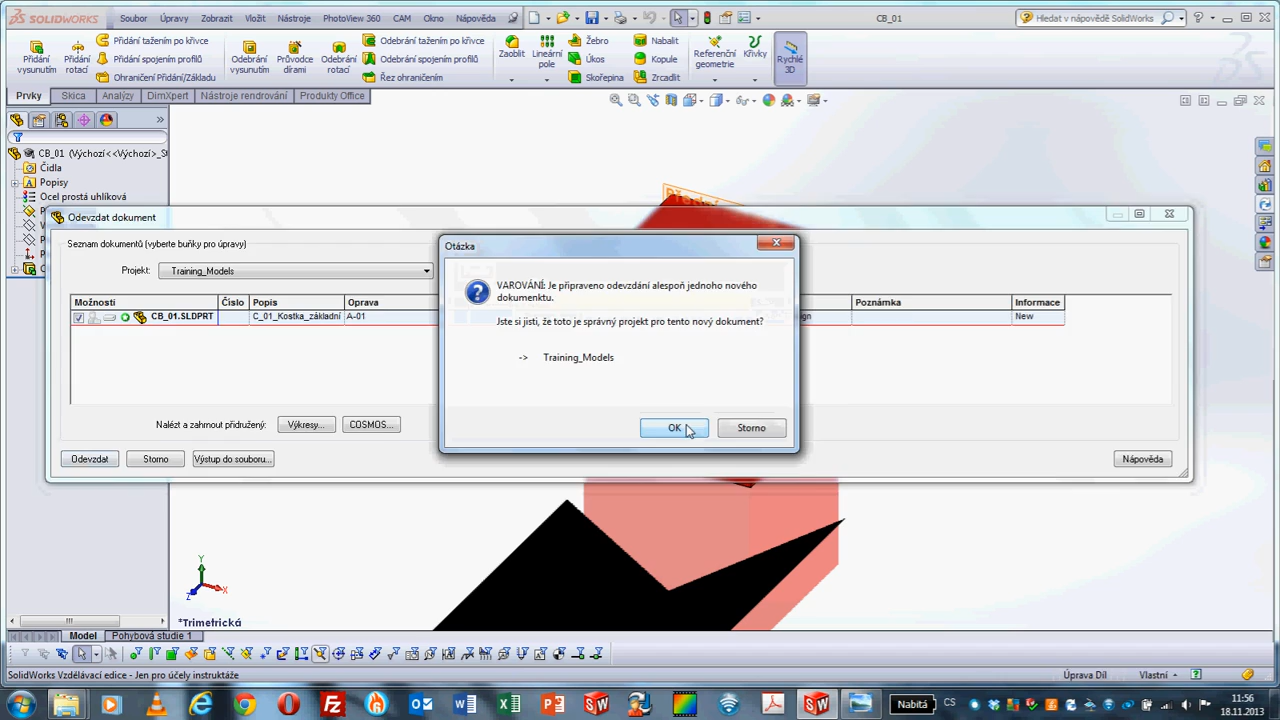 SOLIDWORKS Soubor Úpravy Zobrazit Vložit Nástroje PhotoView 360 CAM Okno Nápověda CB_01 Hledat v nápovědě SolidWorks
Přidání vysunutím
Přidání rotací
Přidání tažením po křivce
Přidání spojením profilů
Ohraničení Přidání/Základu
Odebrání vysunutím
Průvodce dírami
Odebrání rotací
Odebrání tažením po křivce
Odebrání spojením profilů
Řez ohraničením
Zaoblit
Lineární pole
Žebro
Úkos
Skořepina
Nabalit
Kopule
Zrcadlit
Referenční geometrie
Křivky
Rychlé 3D
Prvky Skica Analýzy DimXpert Nástroje rendrování Produkty Office
CB_01 (Výchozí<<Výchozí>_S
Čidla
Popisy
Ocel prostá uhlíková
Odevzdat dokument
Seznam dokumentů (vyberte buňky pro úpravy)
Projekt: Training_Models
Možnosti Číslo Popis Oprava Poznámka Informace
CB_01.SLDPRT C_01_Kostka_základní A-01 New
Nalézt a zahrnout přidružený: Výkresy... COSMOS...
Odevzdat Storno Výstup do souboru... Nápověda
Otázka
VAROVÁNÍ: Je připraveno odevzdání alespoň jednoho nového
dokumenktu.
Jste si jisti, že toto je správný projekt pro tento nový dokument?
-> Training_Models
OK Storno
Y
X
Z
*Trimetrická
Model Pohybová studie 1
SolidWorks Vzdělávací edice - Jen pro účely instruktáže Úprava Díl Vlastní
Nabitá CS 11:56
18.11.2013